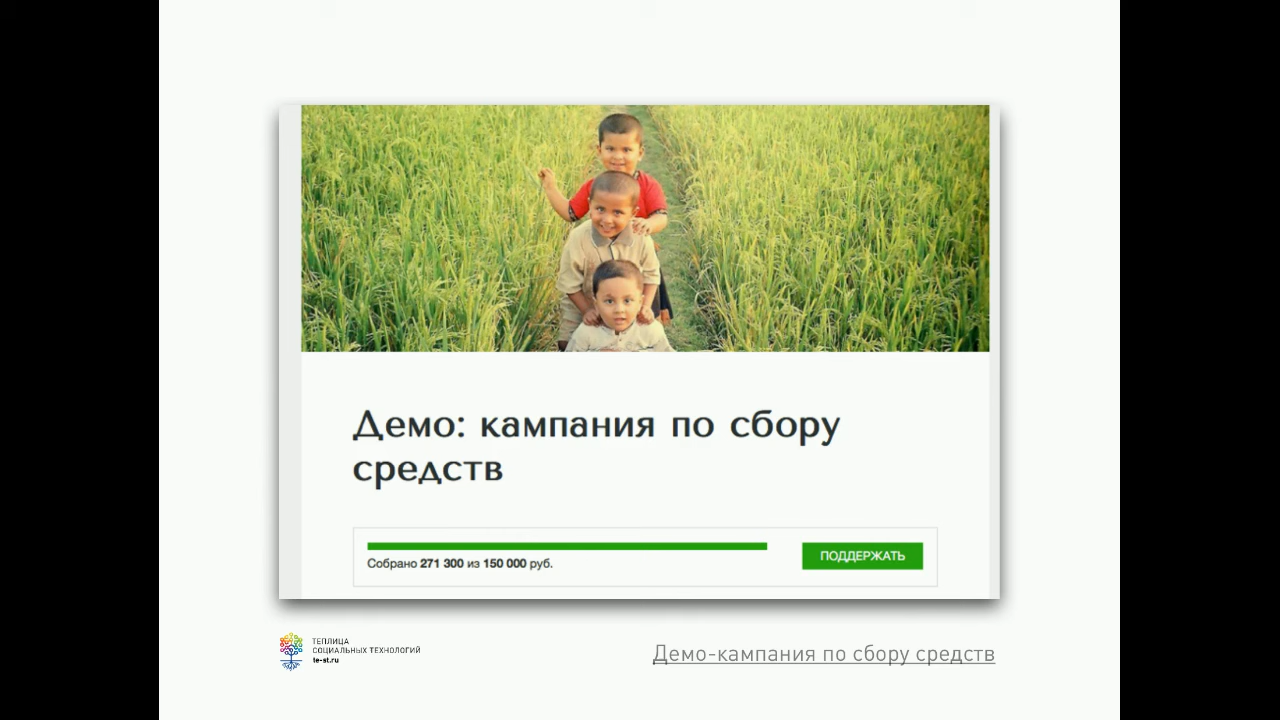 Демо: кампания по сбору
средств
Собрано 271 300 из 150 000 руб.
ПОДДЕРЖАТЬ
ТЕПЛИЦА
СОЦИАЛЬНЫХ ТЕХНОЛОГИЙ
te-st.ru
Демо-кампания по сбору средств